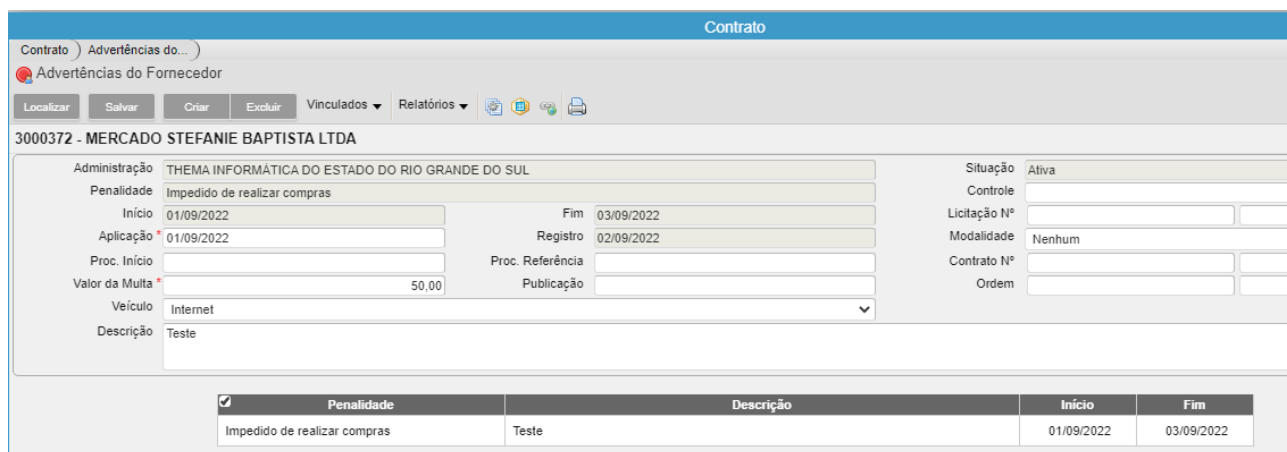 Contrato
Contrato Advertências do...
Advertências do Fornecedor
Localizar Salvar Criar Excluir Vinculados Relatórios
3000372 - MERCADO STEFANIE BAPTISTA LTDA
Administração THEMA INFORMÁTICA DO ESTADO DO RIO GRANDE DO SUL Situação Ativa
Penalidade Impedido de realizar compras Controle
Início 01/09/2022 Fim 03/09/2022 Licitação Nº
Aplicação * 01/09/2022 Registro 02/09/2022 Modalidade Nenhum
Proc. Início Proc. Referência Contrato Nº
Valor da Multa * 50,00 Publicação Ordem
Veículo Internet
Descrição Teste
Penalidade Descrição Início Fim
Impedido de realizar compras Teste 01/09/2022 03/09/2022